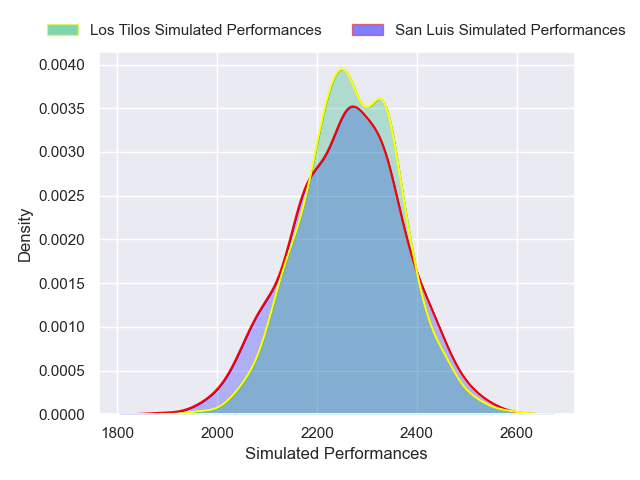 Los Tilos Simulated Performances San Luis Simulated Performances
0.0040
0.0035
0.0030
0.0025
0.0020
0.0015
0.0010
0.0005
0.0000
Density
1800 2000 2200 2400 2600
Simulated Performances